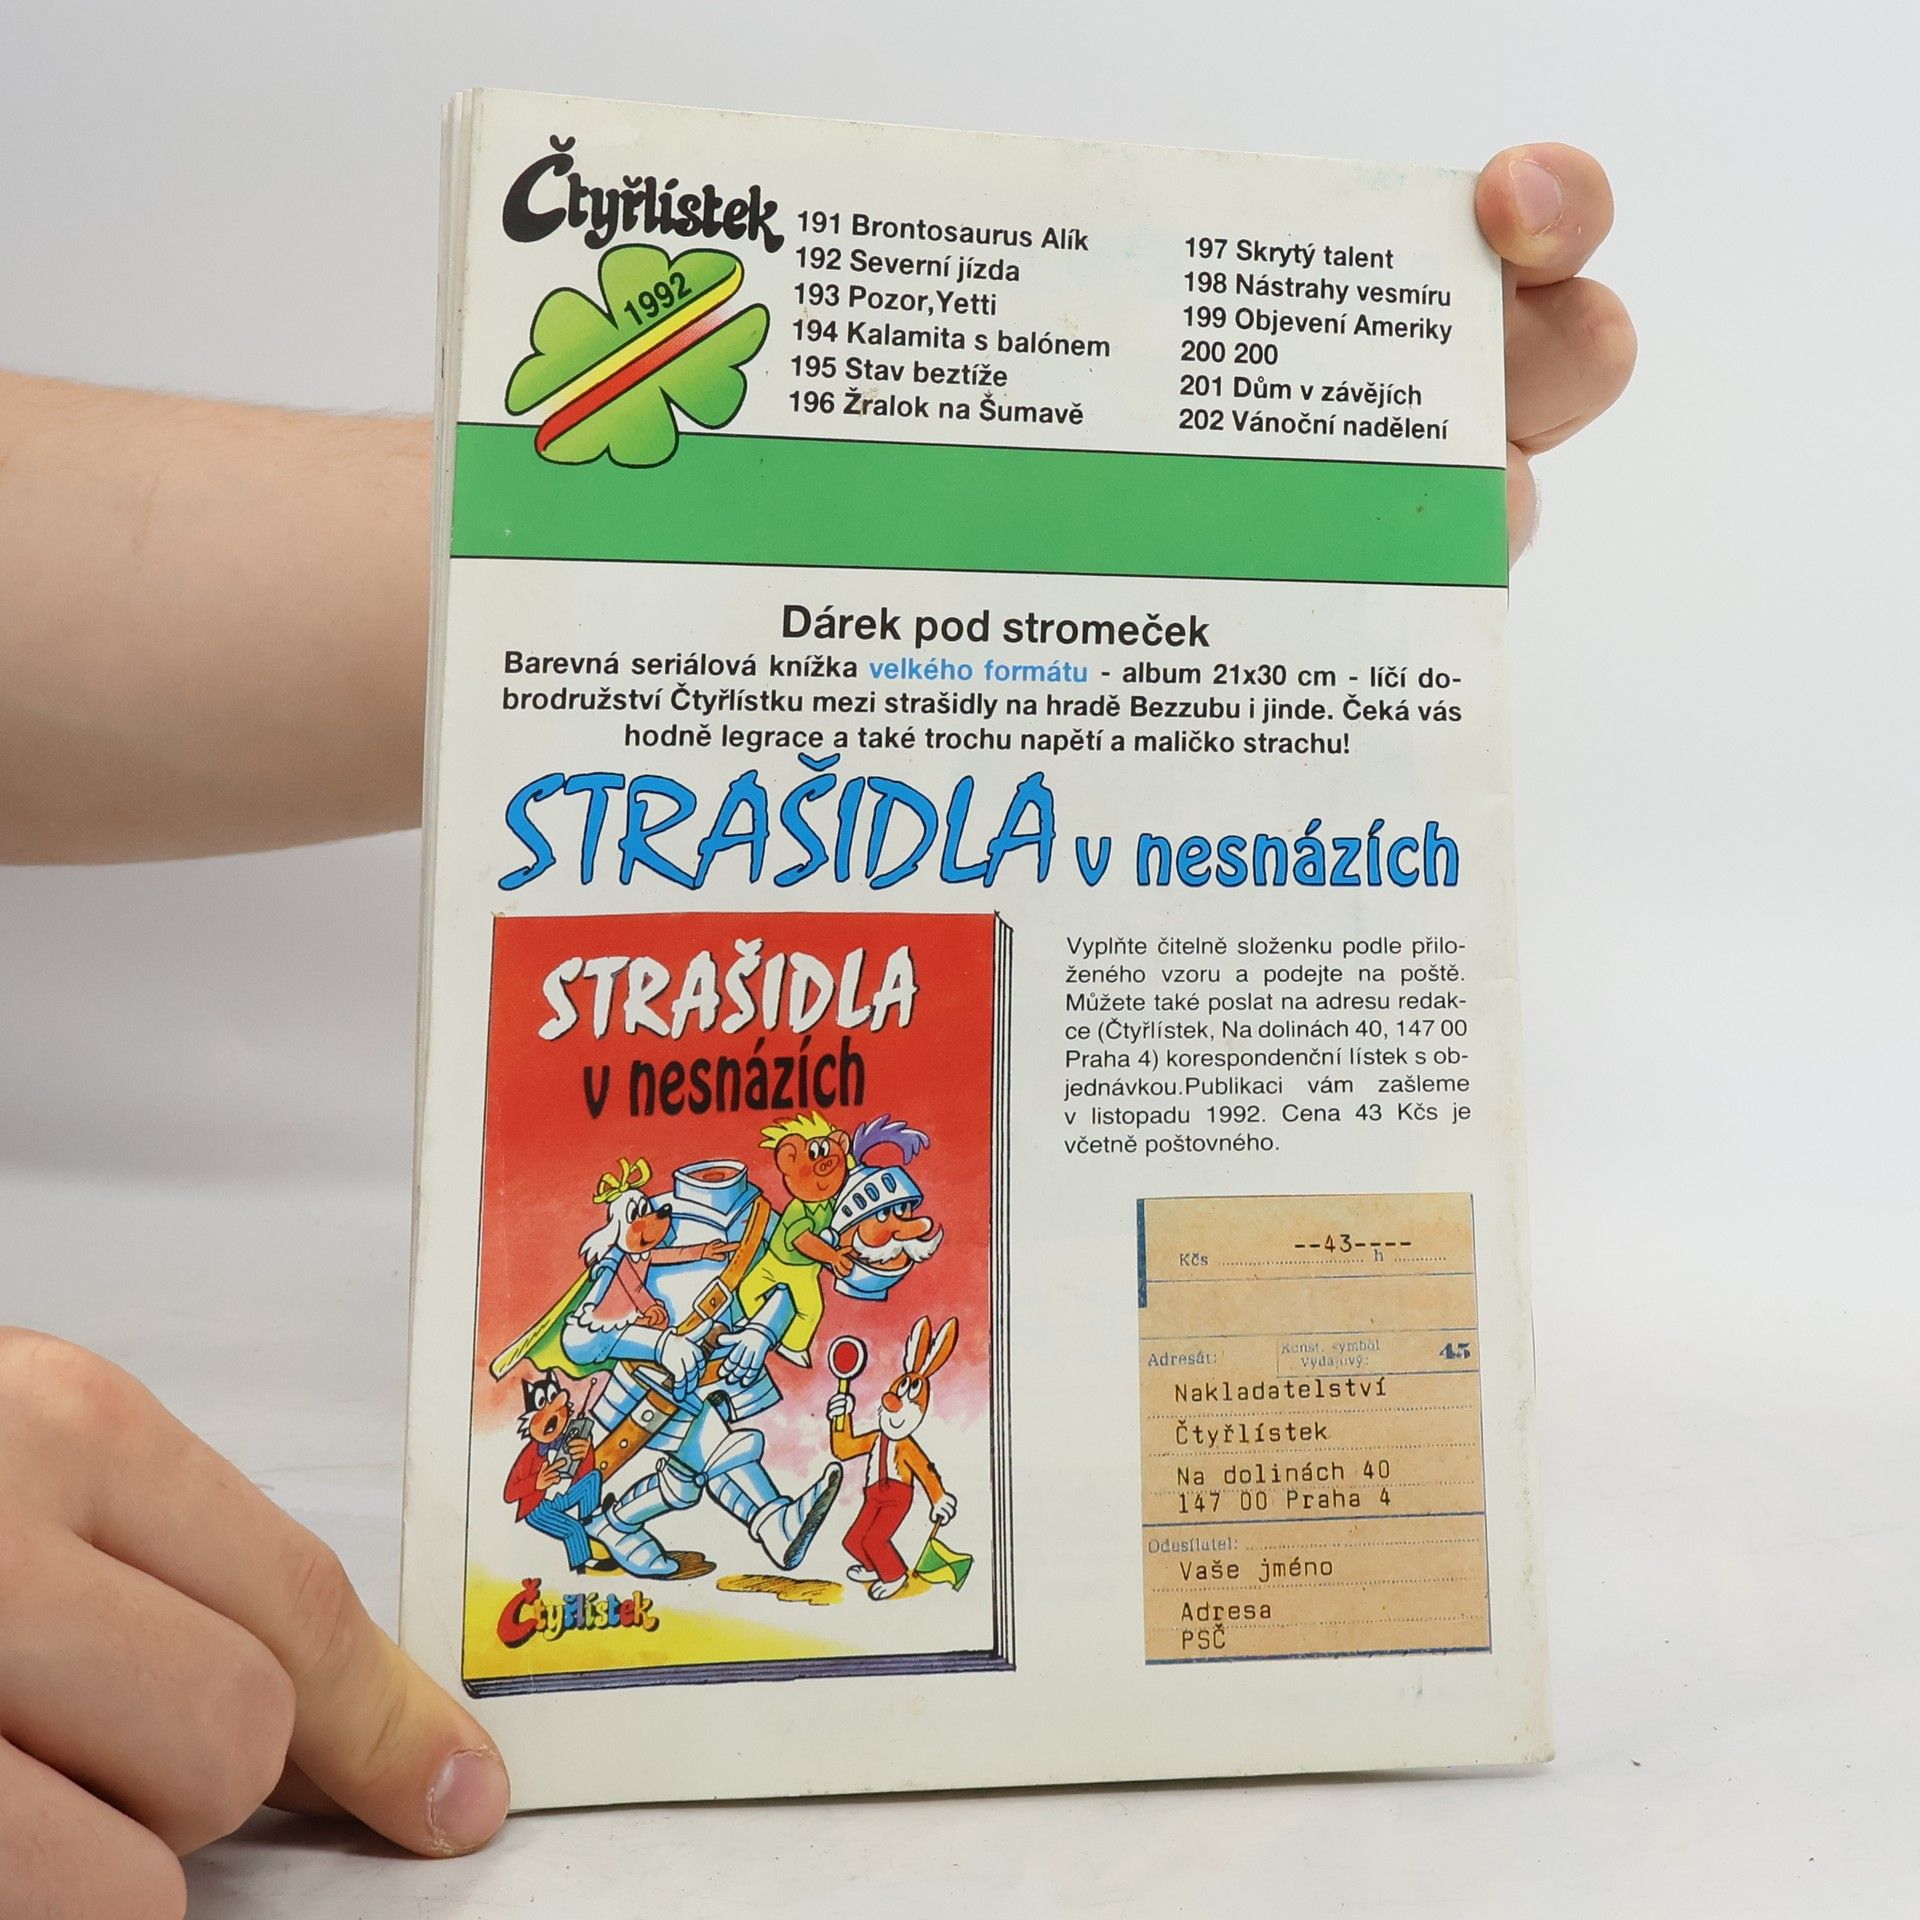 Čtyřlístek
1992
191 Brontosaurus Alík
192 Severní jízda
193 Pozor,Yetti
194 Kalamita s balónem
195 Stav beztíže
196 Žralok na Šumavě
197 Skrytý talent
198 Nástrahy vesmíru
199 Objevení Ameriky
200 200
201 Dům v závějích
202 Vánoční nadělení
Dárek pod stromeček
Barevná seriálová knížka velkého formátu - album 21x30 cm - líčí do-
brodružství Čtyřlístku mezi strašidly na hradě Bezzubu i jinde. Čeká vás
hodně legrace a také trochu napětí a maličko strachu!
STRAŠIDLA v nesnázích
STRAŠIDLA
v nesnázích
Čtyřlístek
Vyplňte čitelně složenku podle přilo-
ženého vzoru a podejte na poště.
Můžete také poslat na adresu redak-
ce (Čtyřlístek, Na dolinách 40, 147 00
Praha 4) korespondenční lístek s ob-
jednávkou.Publikaci vám zašleme
v listopadu 1992. Cena 43 Kčs je
včetně poštovného.
--43----
Kčs h
Adresát: Konst. symbol
Výdajový: 45
Nakladatelství
Čtyřlístek
Na dolinách 40
147 00 Praha 4
Odesílatel:
Vaše jméno
Adresa
PSČ